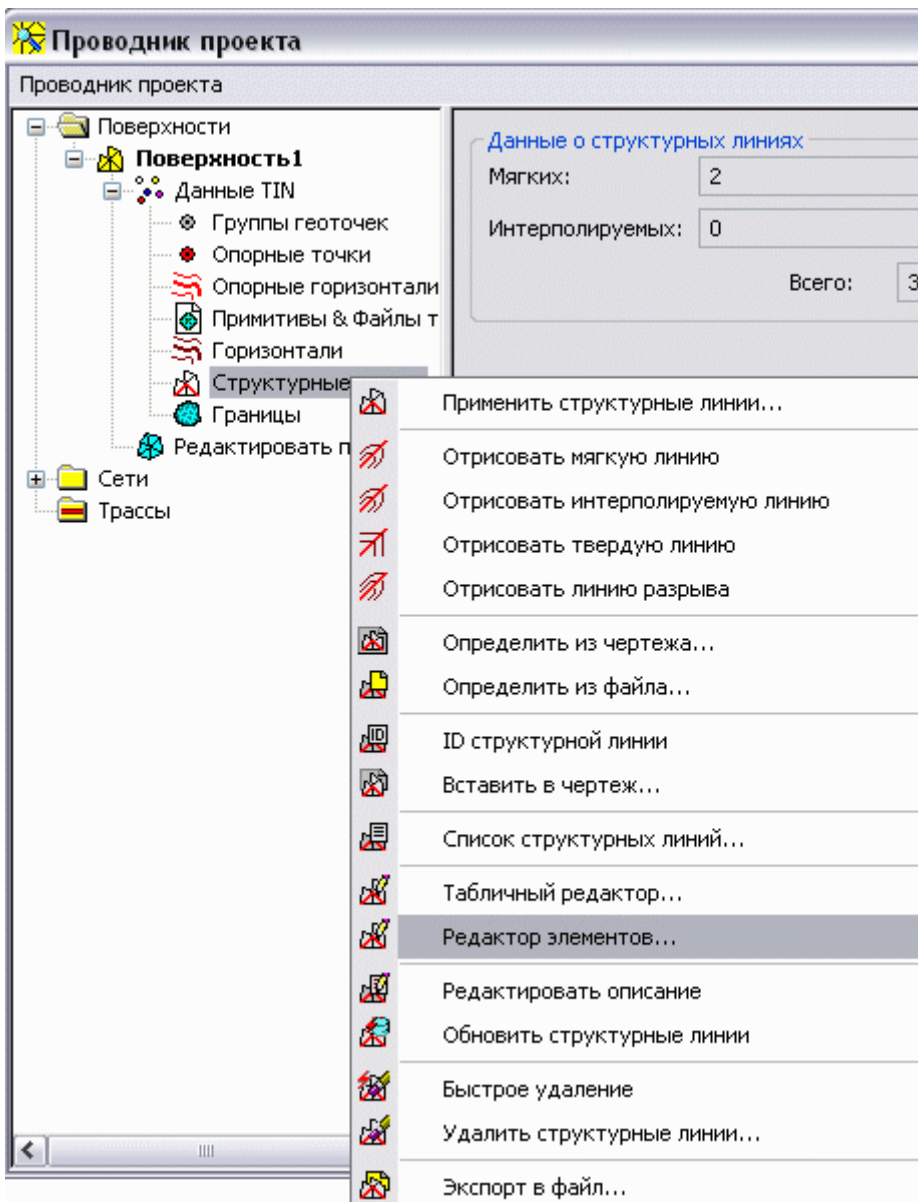 Проводник проекта
Проводник проекта
Поверхности
Поверхность1
Данные TIN
Группы геоточек
Опорные точки
Опорные горизонтали
Примитивы & Файлы т
Горизонтали
Структурные
Границы
Редактировать п
Сети
Трассы
Данные о структурных линиях
Мягких: 2
Интерполируемых: 0
Всего: 3
Применить структурные линии...
Отрисовать мягкую линию
Отрисовать интерполируемую линию
Отрисовать твердую линию
Отрисовать линию разрыва
Определить из чертежа...
Определить из файла...
ID структурной линии
Вставить в чертеж...
Список структурных линий...
Табличный редактор...
Редактор элементов...
Редактировать описание
Обновить структурные линии
Быстрое удаление
Удалить структурные линии...
Экспорт в файл...